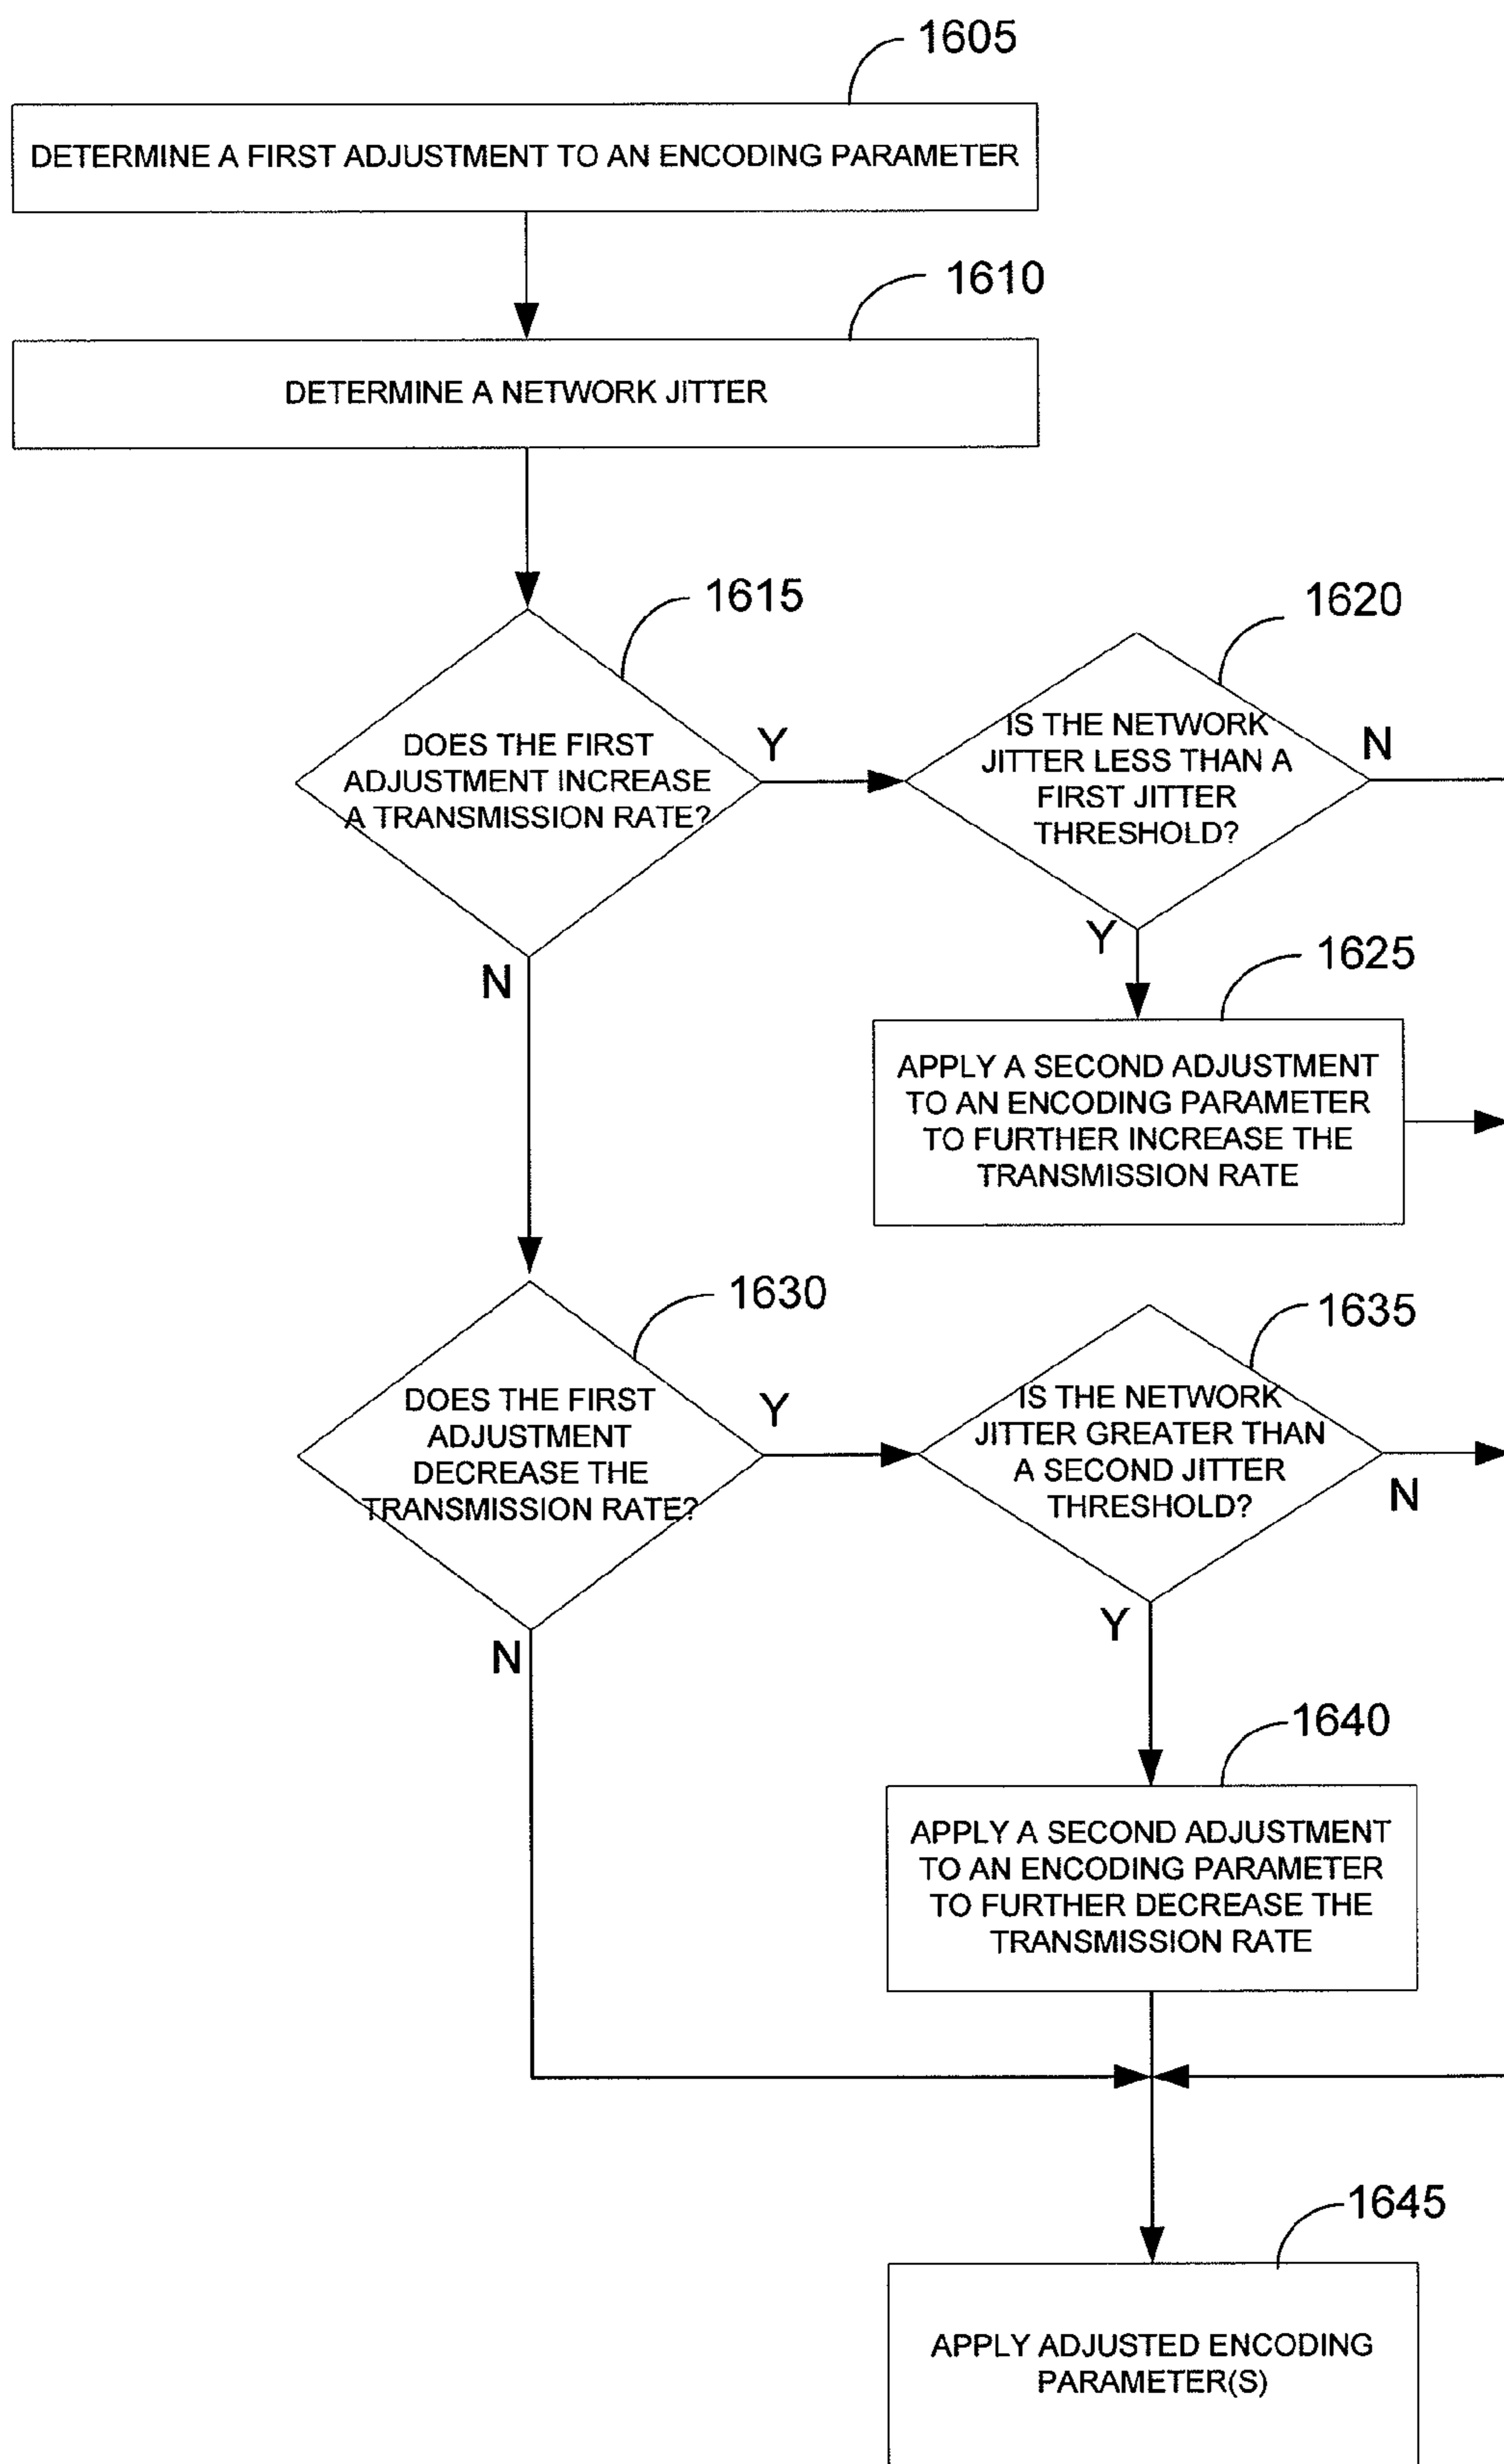 1605
DETERMINE A FIRST ADJUSTMENT TO AN ENCODING PARAMETER
1610
DETERMINE A NETWORK JITTER
1615
DOES THE FIRST
ADJUSTMENT INCREASE
A TRANSMISSION RATE?
Y
N
1620
IS THE NETWORK
JITTER LESS THAN A
FIRST JITTER
THRESHOLD?
N
Y
1625
APPLY A SECOND ADJUSTMENT
TO AN ENCODING PARAMETER
TO FURTHER INCREASE THE
TRANSMISSION RATE
1630
DOES THE FIRST
ADJUSTMENT
DECREASE THE
TRANSMISSION RATE?
Y
N
1635
IS THE NETWORK
JITTER GREATER THAN
A SECOND JITTER
THRESHOLD?
N
Y
1640
APPLY A SECOND ADJUSTMENT
TO AN ENCODING PARAMETER
TO FURTHER DECREASE THE
TRANSMISSION RATE
1645
APPLY ADJUSTED ENCODING
PARAMETER(S)